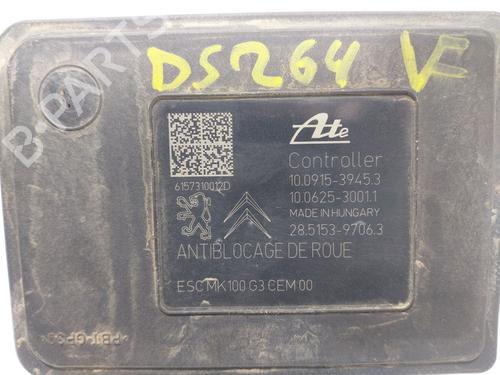 DS264 VE
B-PARTS
Ate
Controller
10.0915-3945.3
10.0625-3001.1
MADE IN HUNGARY
28.5153-9706.3
6157310012D
ANTIBLOCAGE DE ROUE
ESC MK100 G3 CEM 00